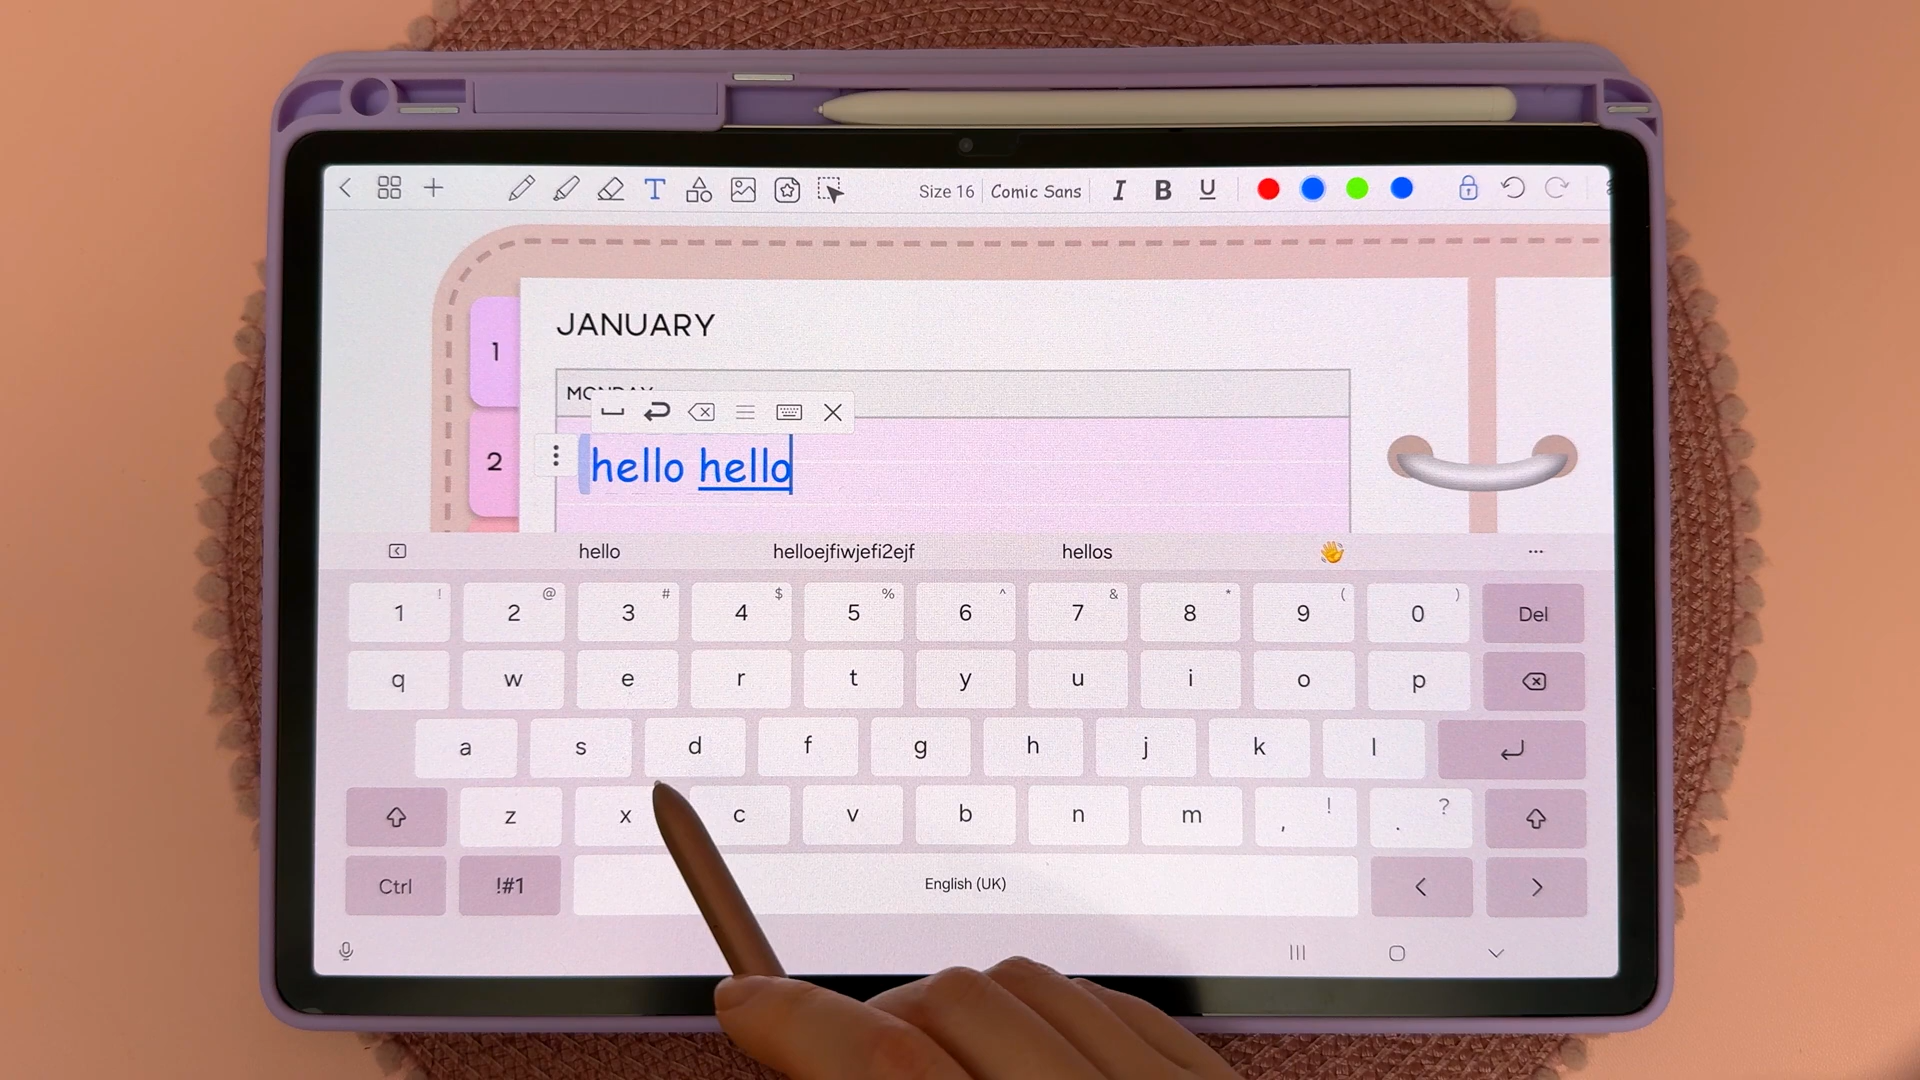 Size 16 Comic Sans I B U
JANUARY
1
MONDAY
2
hello hello
hello helloejfiwjefi2ejf hellos
1 ! 2 @ 3 # 4 $ 5 % 6 ^ 7 & 8 * 9 ( 0 ) Del
q w e r t y u i o p
a s d f g h j k l
z x c v b n m , ! . ?
Ctrl !#1 English (UK) < >